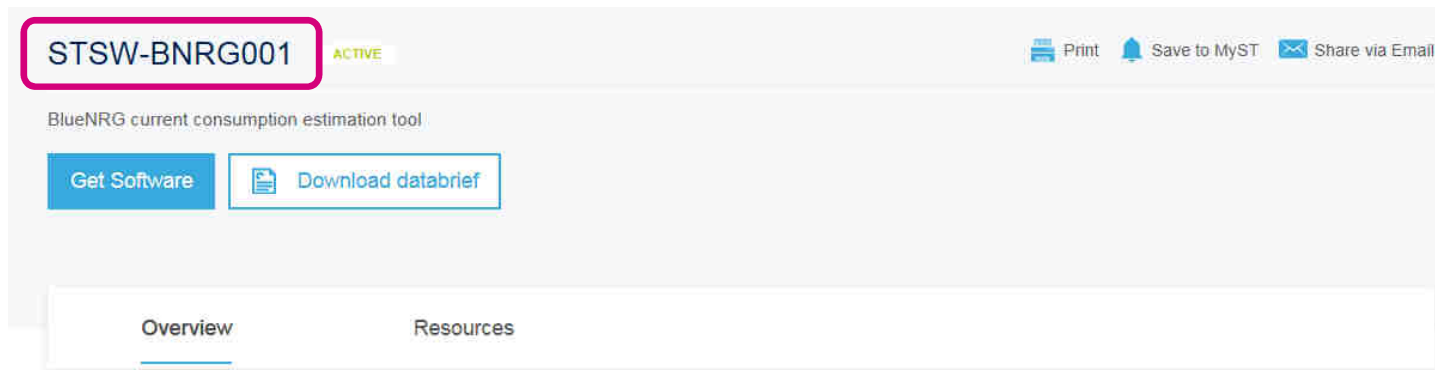 STSW-BNRG001 ACTIVE Print Save to MyST Share via Email
BlueNRG current consumption estimation tool
Get Software Download databrief
Overview Resources